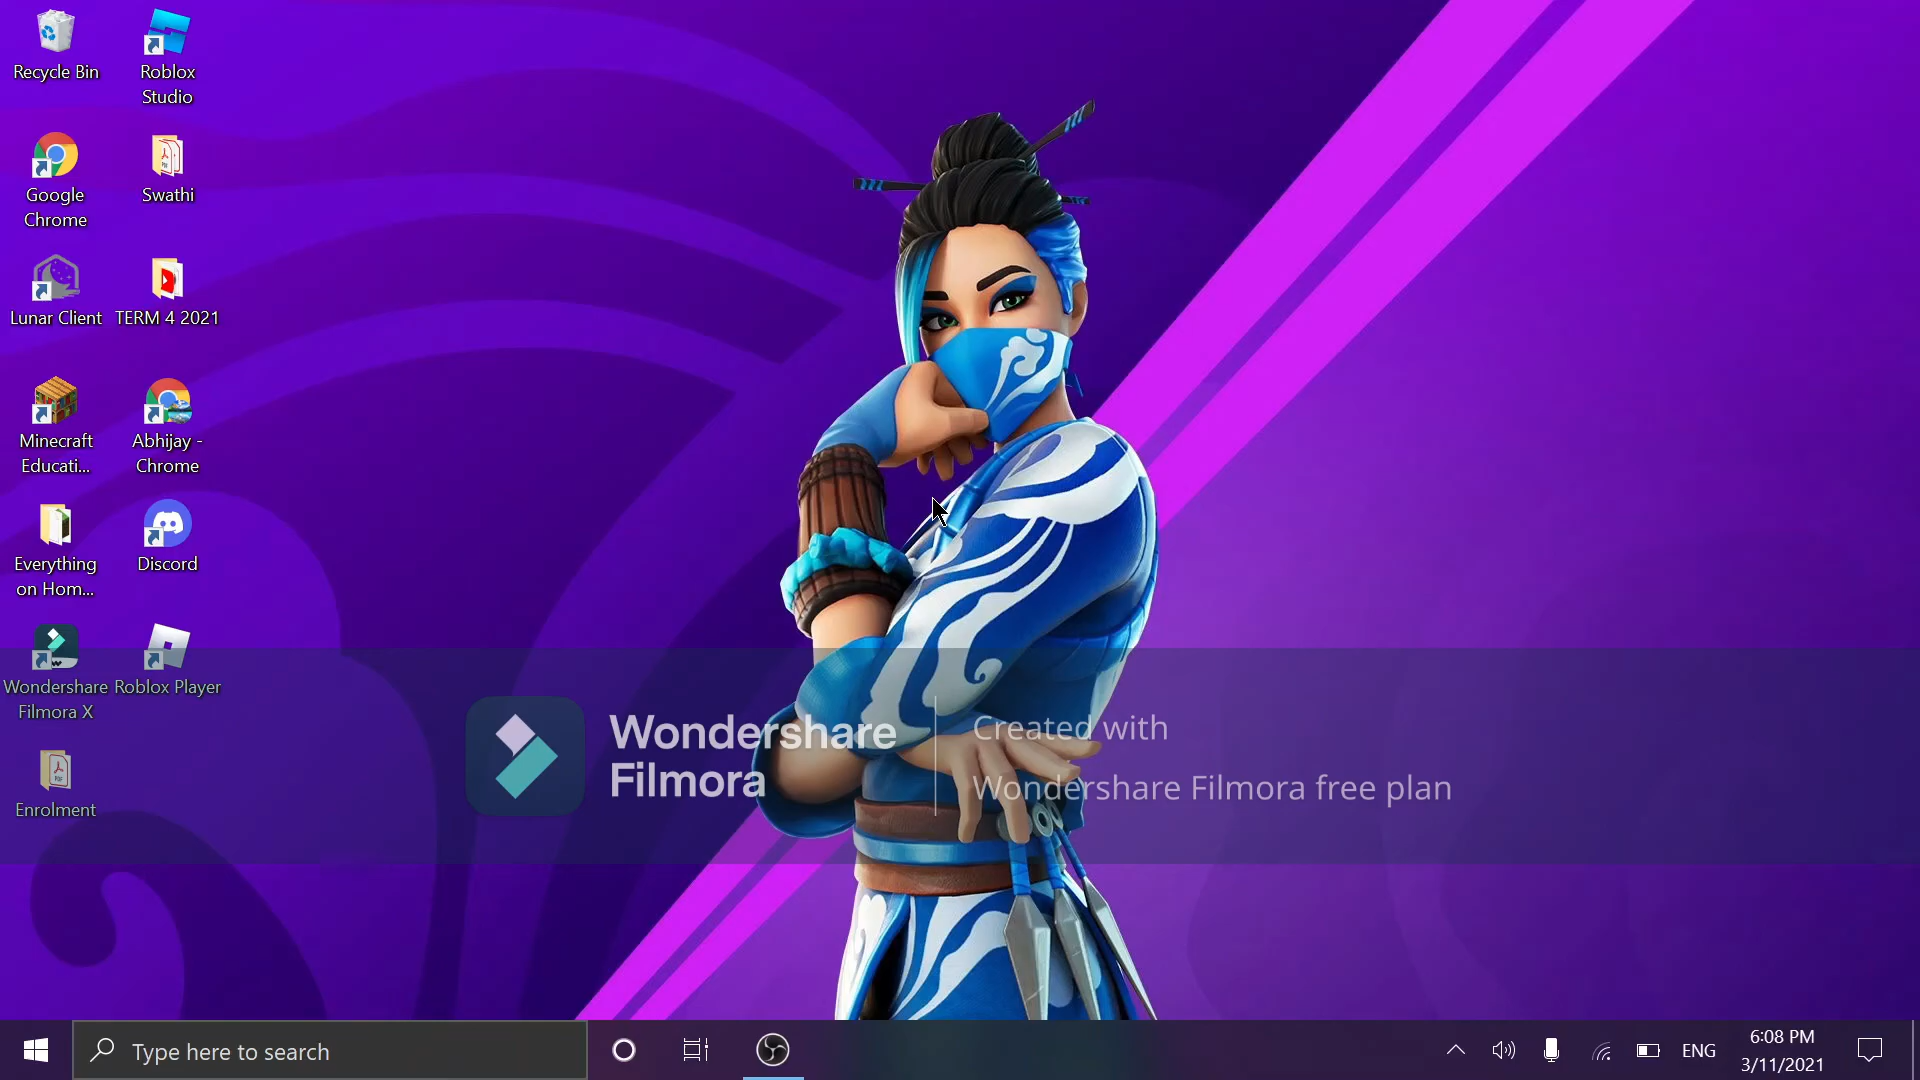 Recycle Bin
Roblox
Studio
Google
Chrome
Swathi
Lunar Client
TERM 4 2021
Minecraft
Educati...
Abhijay -
Chrome
Everything
on Hom...
Discord
Wondershare
Filmora X
Roblox Player
Enrolment
Wondershare
Filmora
Created with
Wondershare Filmora free plan
Type here to search
ENG
6:08 PM
3/11/2021